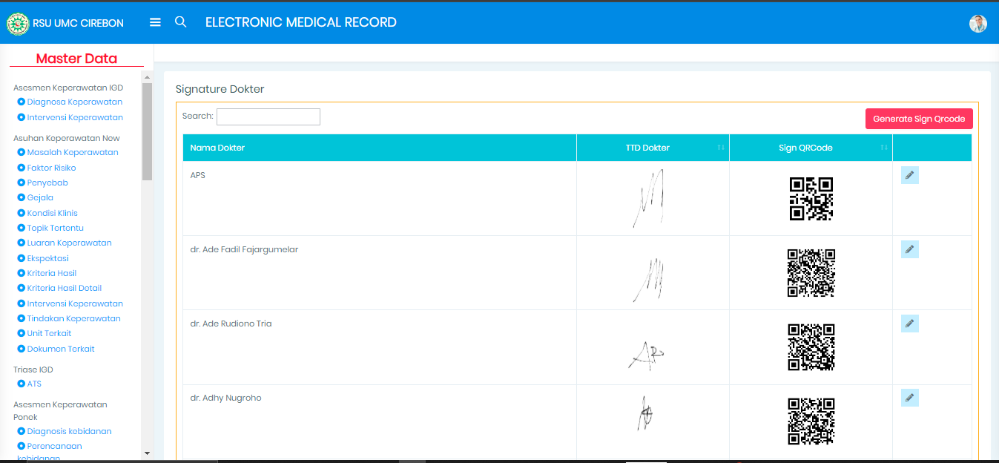 RSU UMC CIREBON
ELECTRONIC MEDICAL RECORD
Master Data
Asesmen Keperawatan IGD
Diagnosa Keperawatan
Intervensi Keperawatan
Asuhan Keperawatan New
Masalah Keperawatan
Faktor Risiko
Penyebab
Gejala
Kondisi Klinis
Topik Tertentu
Luaran Keperawatan
Ekspektasi
Kriteria Hasil
Kriteria Hasil Detail
Intervensi Keperawatan
Tindakan Keperawatan
Unit Terkait
Dokumen Terkait
Triase IGD
ATS
Asesmen Keperawatan
Ponek
Diagnosis kebidanan
Perencanaan
kebidanan
Signature Dokter
Search:
Generate Sign Qrcode
Nama Dokter TTD Dokter Sign QRCode
APS
dr. Ade Fadil Fajargumelar
dr. Ade Rudiono Tria
dr. Adhy Nugroho